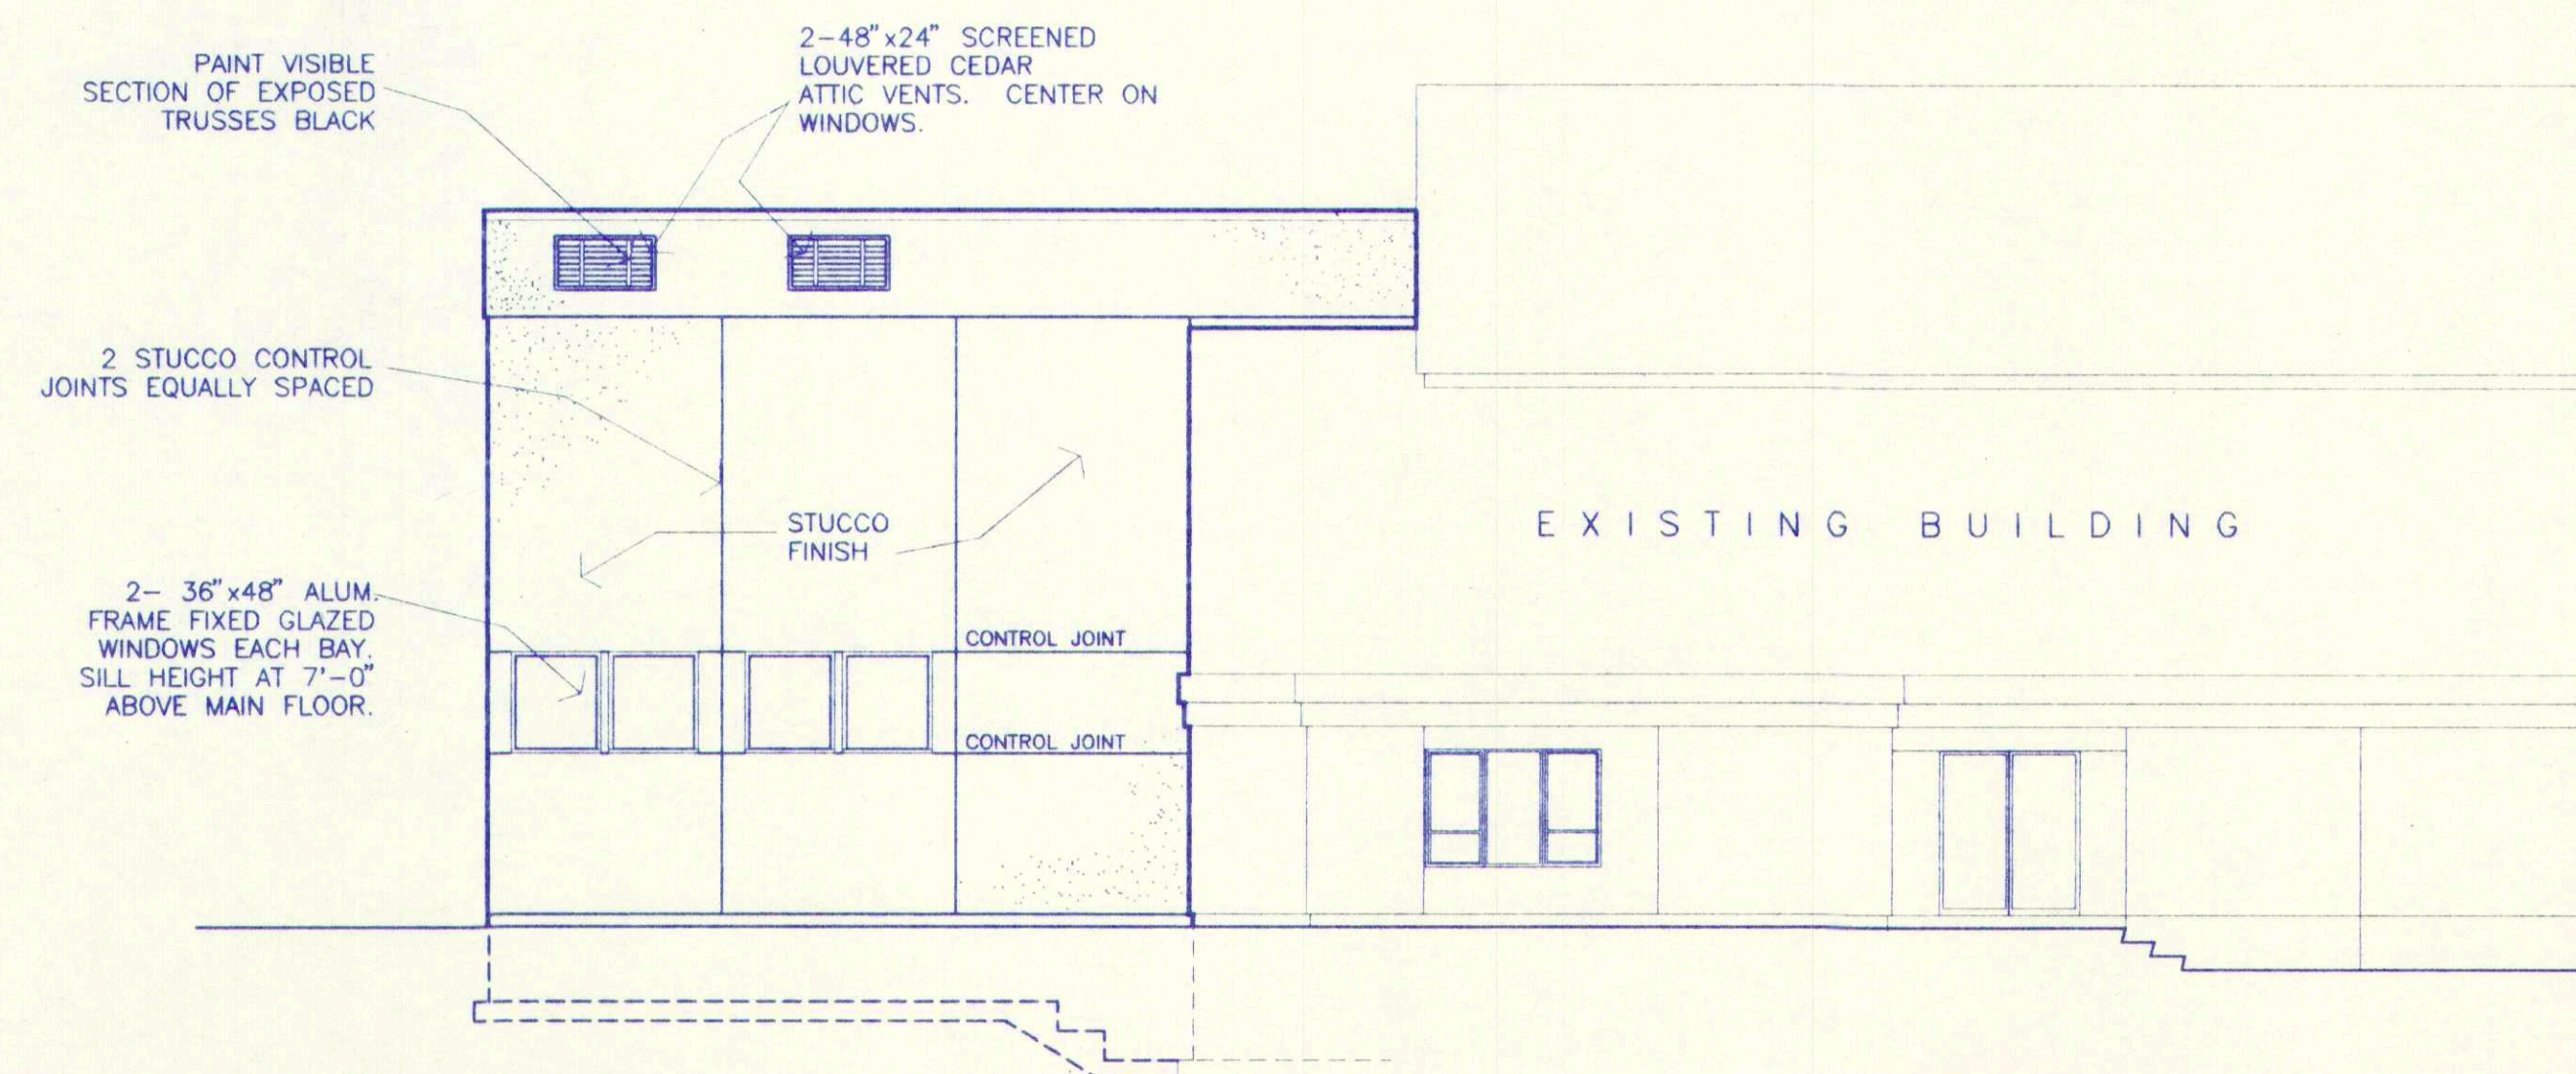 PAINT VISIBLE
SECTION OF EXPOSED
TRUSSES BLACK
2-48"x24" SCREENED
LOUVERED CEDAR
ATTIC VENTS. CENTER ON
WINDOWS.
2 STUCCO CONTROL
JOINTS EQUALLY SPACED
STUCCO
FINISH
EXISTING BUILDING
2- 36"x48" ALUM.
FRAME FIXED GLAZED
WINDOWS EACH BAY.
SILL HEIGHT AT 7'-0"
ABOVE MAIN FLOOR.
CONTROL JOINT
CONTROL JOINT